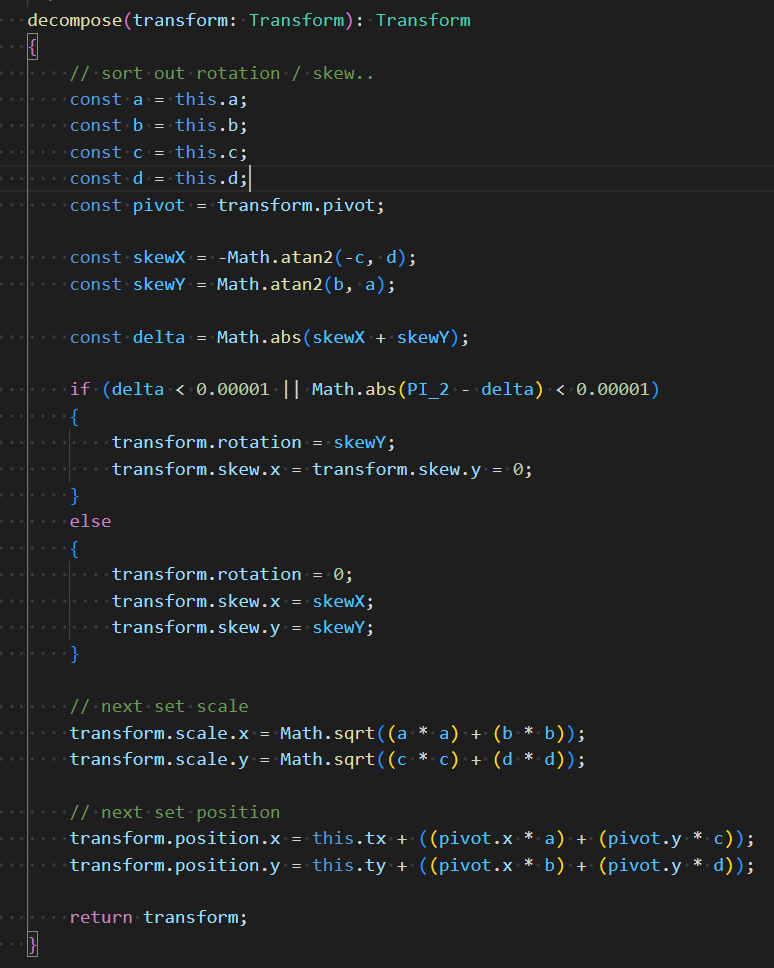 decompose(transform: Transform): Transform
{
// sort out rotation / skew..
const a = this.a;
const b = this.b;
const c = this.c;
const d = this.d;
const pivot = transform.pivot;
const skewX = -Math.atan2(-c, d);
const skewY = Math.atan2(b, a);
const delta = Math.abs(skewX + skewY);
if (delta < 0.00001 || Math.abs(PI_2 - delta) < 0.00001)
{
transform.rotation = skewY;
transform.skew.x = transform.skew.y = 0;
}
else
{
transform.rotation = 0;
transform.skew.x = skewX;
transform.skew.y = skewY;
}
// next set scale
transform.scale.x = Math.sqrt((a * a) + (b * b));
transform.scale.y = Math.sqrt((c * c) + (d * d));
// next set position
transform.position.x = this.tx + ((pivot.x * a) + (pivot.y * c));
transform.position.y = this.ty + ((pivot.x * b) + (pivot.y * d));
return transform;
}